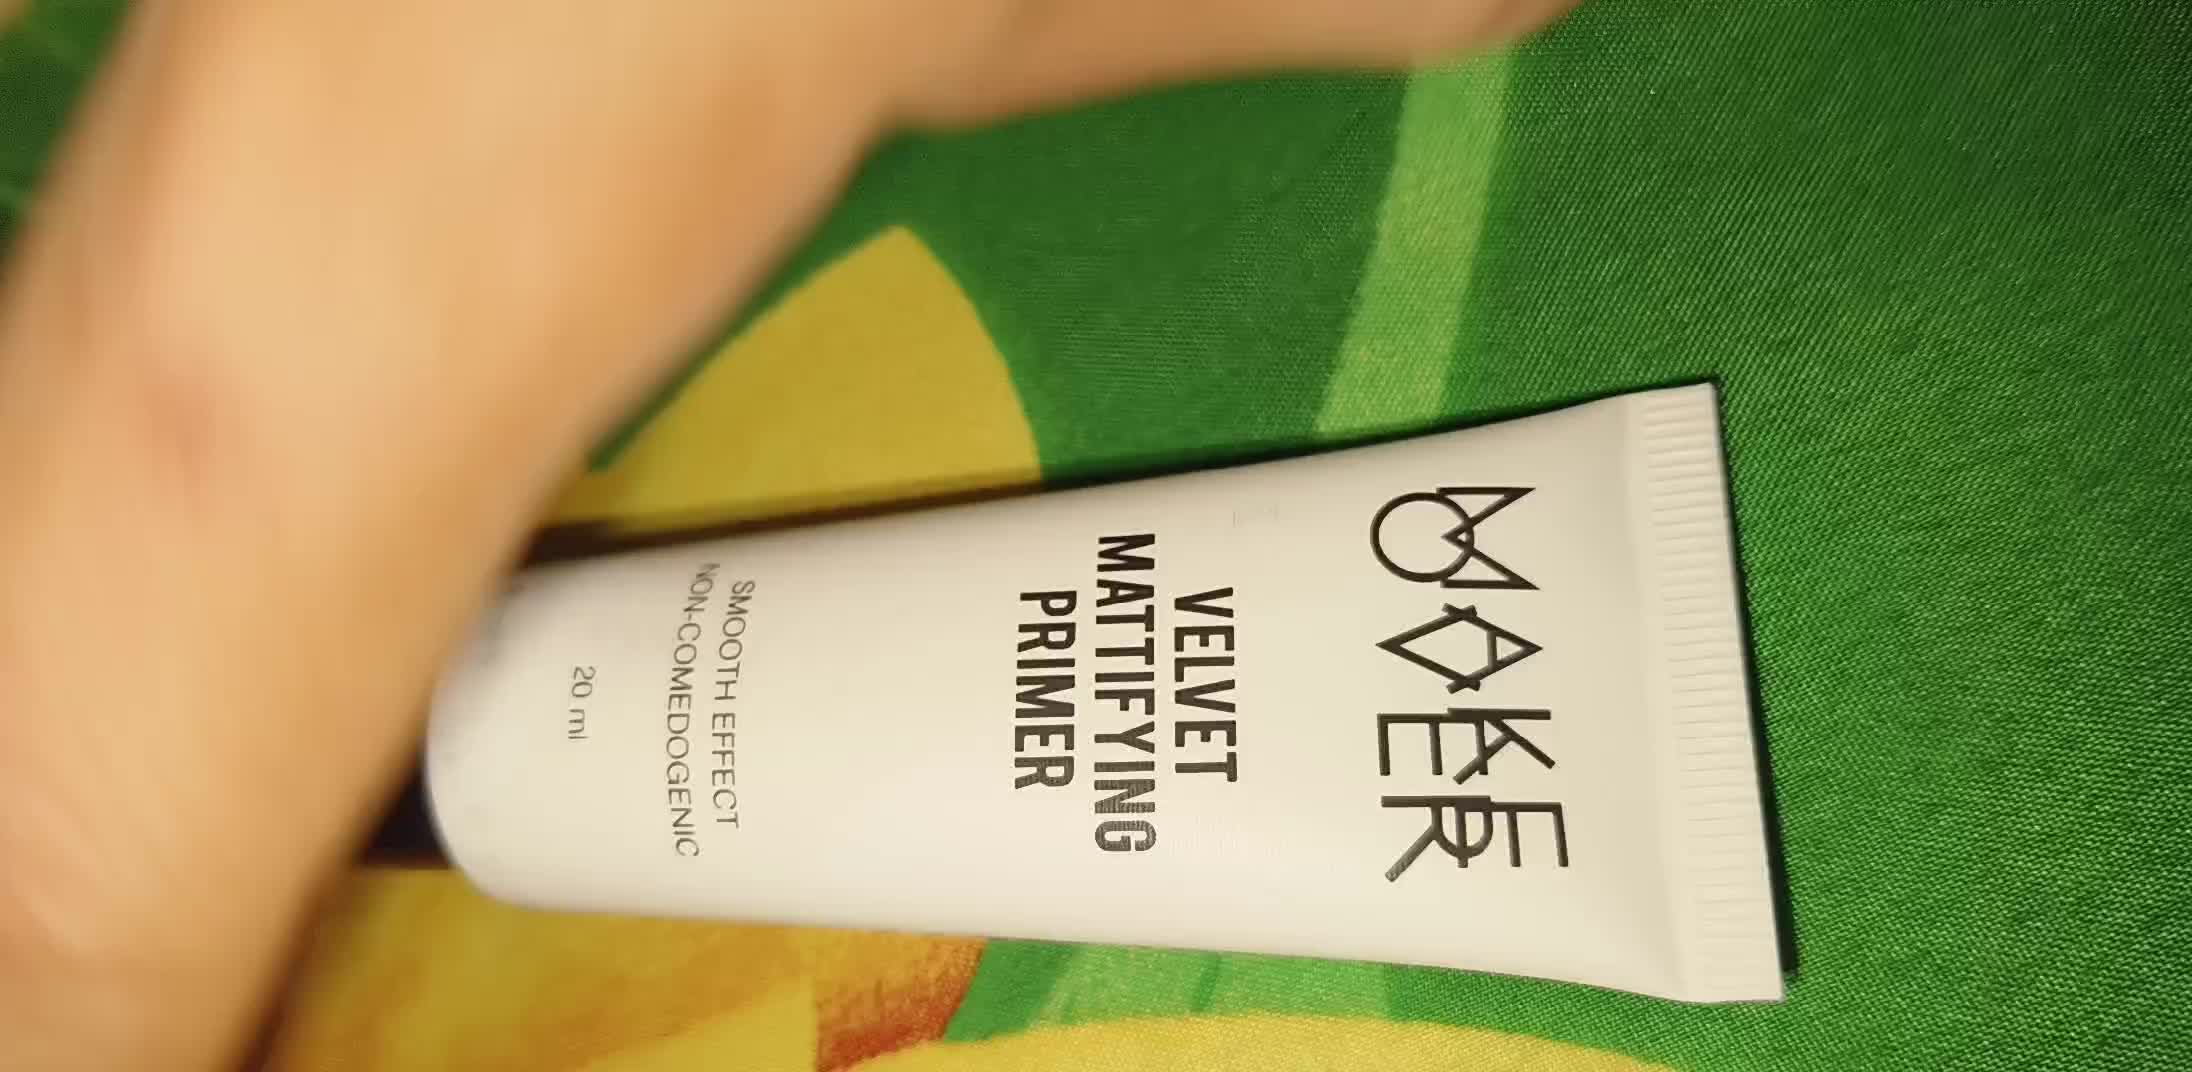 MAKE
OVER
VELVET
MATTIFYING
PRIMER
SMOOTH EFFECT
NON-COMEDOGENIC
20 ml